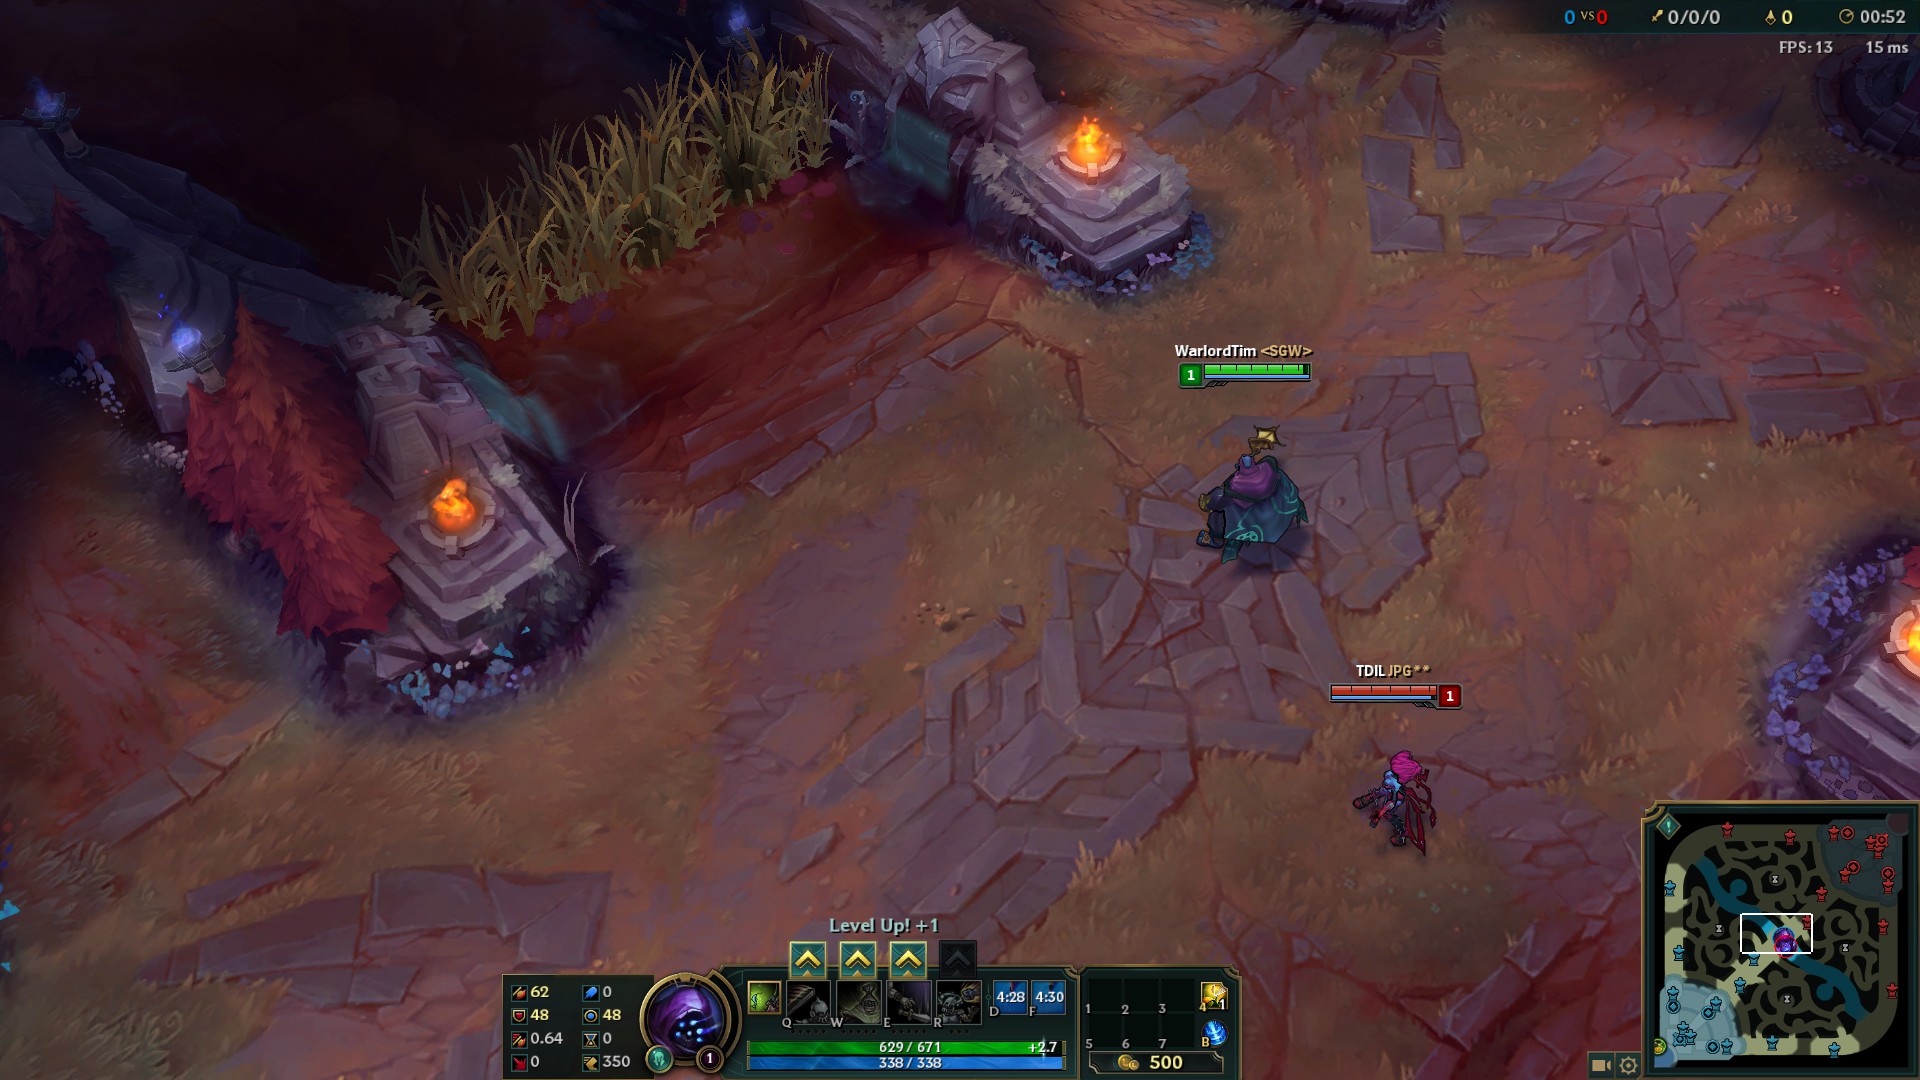 0 vs 0 0/0/0 0 00:52
FPS: 13 15 ms
WarlordTim <SGW>
1
TDILJPG**
1
Level Up! +1
62 0
48 48
0.64 0
0 350
1
Q W E R D F
4:28 4:30
629 / 671 +2.7
338 / 338
1 2 3 4 1
5 6 7 B
500